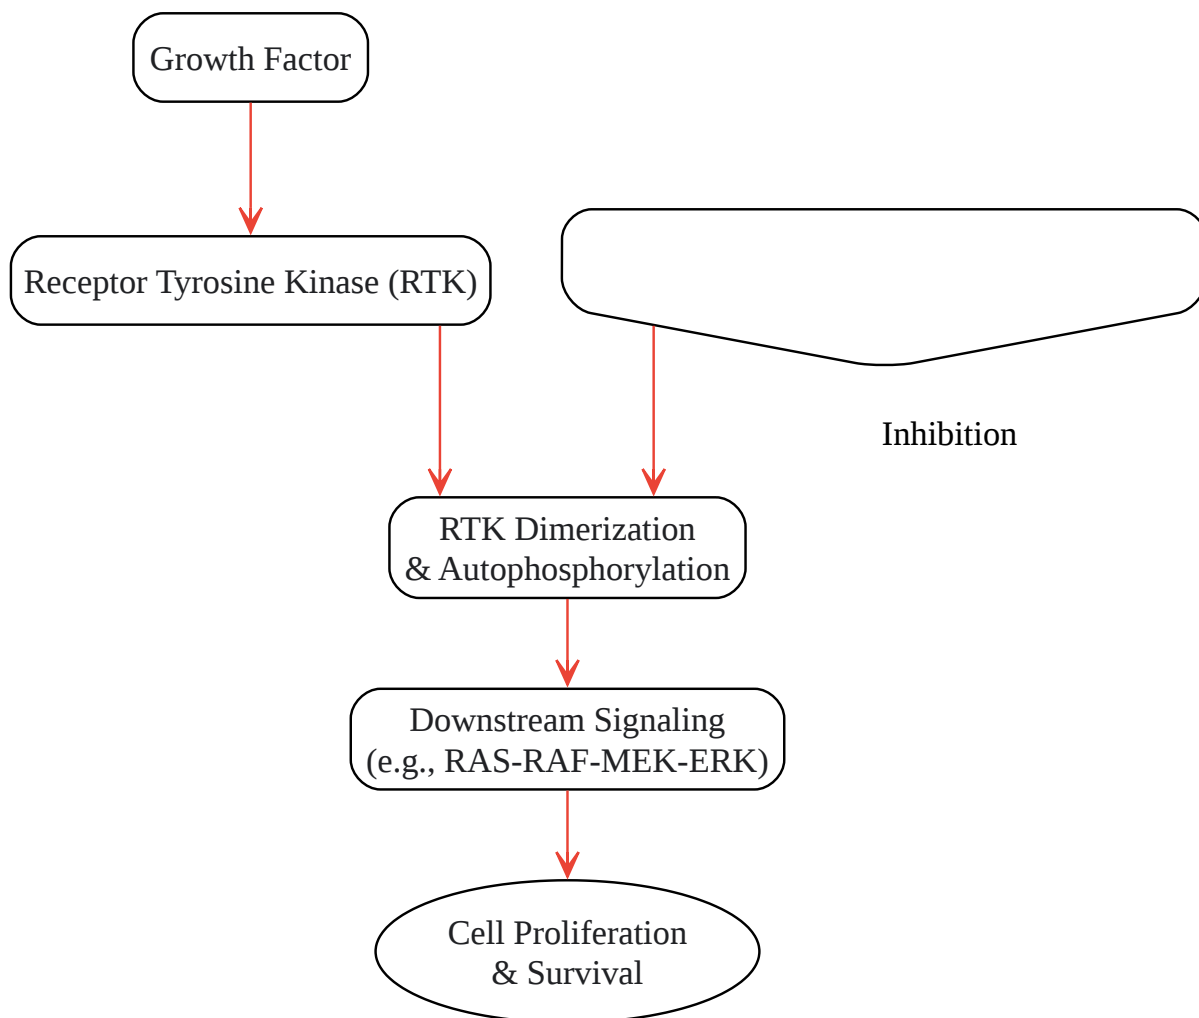 Growth Factor
Receptor Tyrosine Kinase (RTK)
Inhibition
RTK Dimerization
& Autophosphorylation
Downstream Signaling
(e.g., RAS-RAF-MEK-ERK)
Cell Proliferation
& Survival